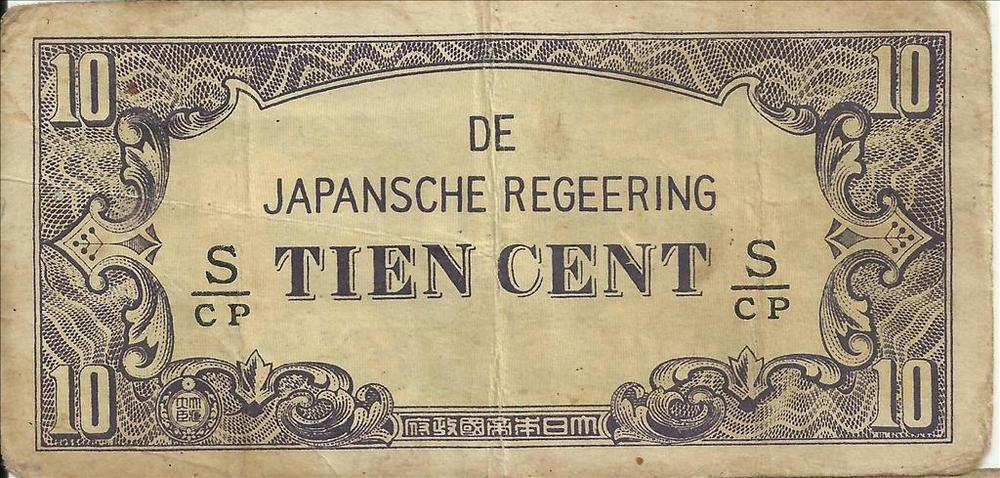 10 10
DE
JAPANSCHE REGEERING
S TIEN CENT S
CP CP
10 10
大日本帝國政府